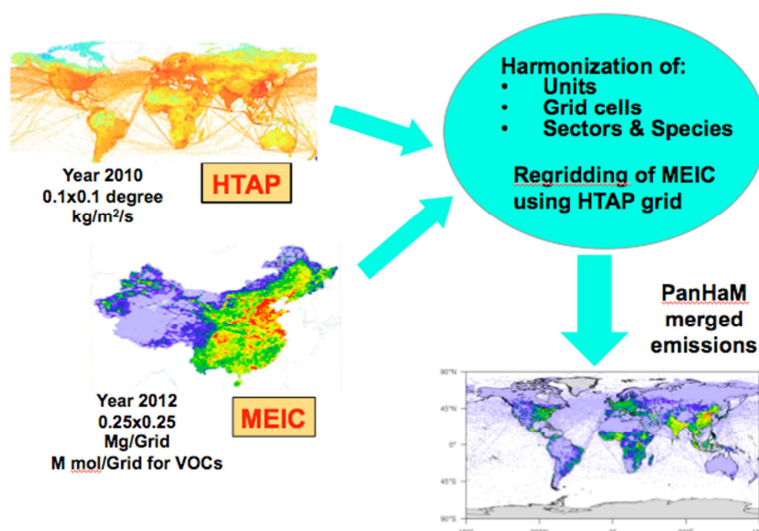 Year 2010
0.1x0.1 degree
kg/m²/s
HTAP
Harmonization of:
• Units
• Grid cells
• Sectors & Species
Regridding of MEIC
using HTAP grid
Year 2012
0.25x0.25
Mg/Grid
M mol/Grid for VOCs
MEIC
PanHaM
merged
emissions
90°N
45°N
0°
45°S
90°S